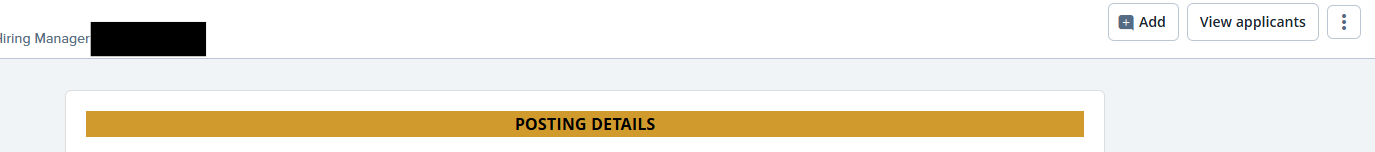 Add View applicants
Hiring Manager
POSTING DETAILS